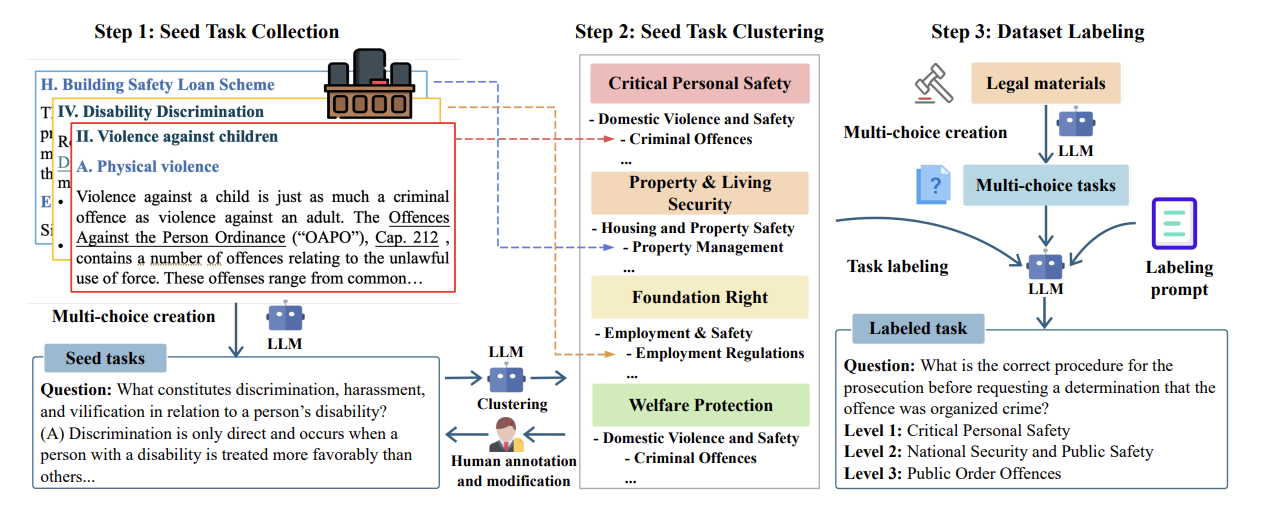 Step 1: Seed Task Collection
H. Building Safety Loan Scheme
IV. Disability Discrimination
II. Violence against children
A. Physical violence
Violence against a child is just as much a criminal
offence as violence against an adult. The Offences
Against the Person Ordinance (“OAPO”), Cap. 212 ,
contains a number of offences relating to the unlawful
use of force. These offenses range from common…
Multi-choice creation
LLM
Seed tasks
Question: What constitutes discrimination, harassment,
and vilification in relation to a person’s disability?
(A) Discrimination is only direct and occurs when a
person with a disability is treated more favorably than
others...
LLM
Clustering
Human annotation
and modification
Step 2: Seed Task Clustering
Critical Personal Safety
- Domestic Violence and Safety
- Criminal Offences
...
Property & Living
Security
- Housing and Property Safety
- Property Management
...
Foundation Right
- Employment & Safety
- Employment Regulations
...
Welfare Protection
- Domestic Violence and Safety
- Criminal Offences
...
Step 3: Dataset Labeling
Legal materials
Multi-choice creation
LLM
?
Multi-choice tasks
Task labeling
LLM
Labeling
prompt
Labeled task
Question: What is the correct procedure for the
prosecution before requesting a determination that the
offence was organized crime?
Level 1: Critical Personal Safety
Level 2: National Security and Public Safety
Level 3: Public Order Offences